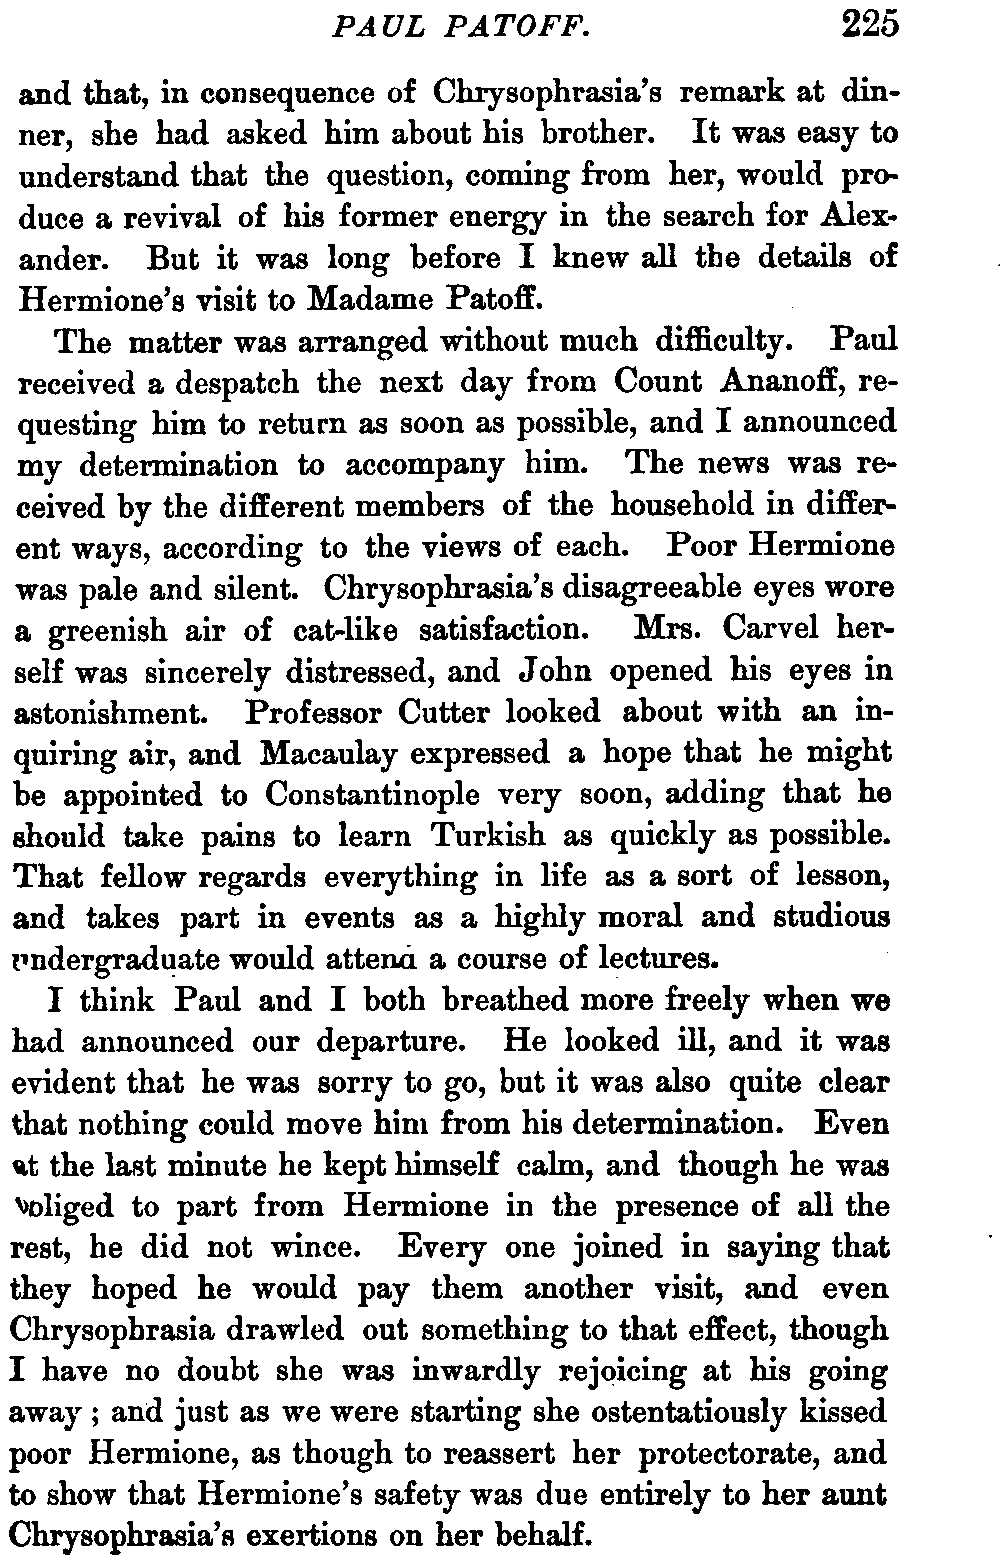 PAUL PATOFF. 225
and that, in consequence of Chrysophrasia's remark at din-
ner, she had asked him about his brother. It was easy to
understand that the question, coming from her, would pro-
duce a revival of his former energy in the search for Alex-
ander. But it was long before I knew all the details of
Hermione's visit to Madame Patoff.
The matter was arranged without much difficulty. Paul
received a despatch the next day from Count Ananoff, re-
questing him to return as soon as possible, and I announced
my determination to accompany him. The news was re-
ceived by the different members of the household in differ-
ent ways, according to the views of each. Poor Hermione
was pale and silent. Chrysophrasia's disagreeable eyes wore
a greenish air of cat-like satisfaction. Mrs. Carvel her-
self was sincerely distressed, and John opened his eyes in
astonishment. Professor Cutter looked about with an in-
quiring air, and Macaulay expressed a hope that he might
be appointed to Constantinople very soon, adding that he
should take pains to learn Turkish as quickly as possible.
That fellow regards everything in life as a sort of lesson,
and takes part in events as a highly moral and studious
undergraduate would attend a course of lectures.
I think Paul and I both breathed more freely when we
had announced our departure. He looked ill, and it was
evident that he was sorry to go, but it was also quite clear
that nothing could move him from his determination. Even
at the last minute he kept himself calm, and though he was
obliged to part from Hermione in the presence of all the
rest, he did not wince. Every one joined in saying that
they hoped he would pay them another visit, and even
Chrysophrasia drawled out something to that effect, though
I have no doubt she was inwardly rejoicing at his going
away ; and just as we were starting she ostentatiously kissed
poor Hermione, as though to reassert her protectorate, and
to show that Hermione's safety was due entirely to her aunt
Chrysophrasia's exertions on her behalf.